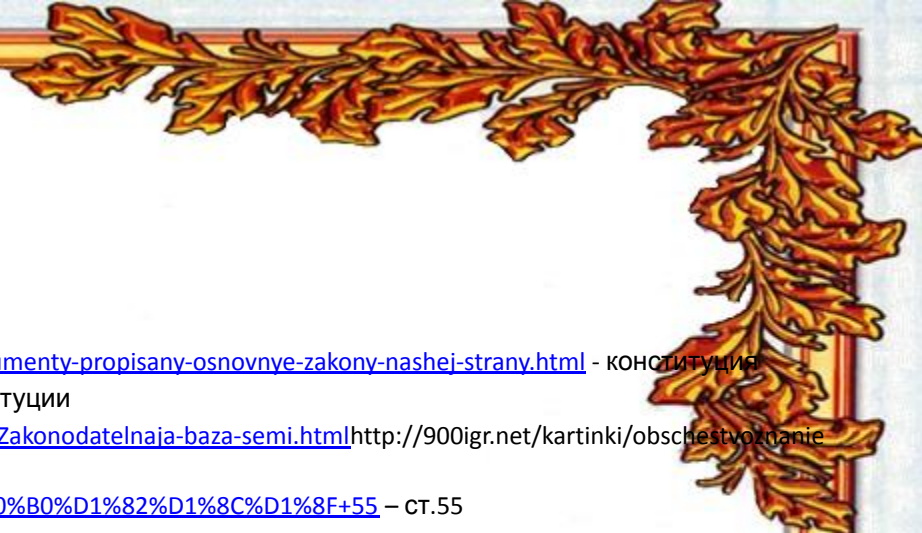 umenty-propisany-osnovnye-zakony-nashej-strany.html - конституция
туции
Zakonodatelnaja-baza-semi.htmlhttp://900igr.net/kartinki/obschestvoznanie
0%B0%D1%82%D1%8C%D1%8F+55 – ст.55